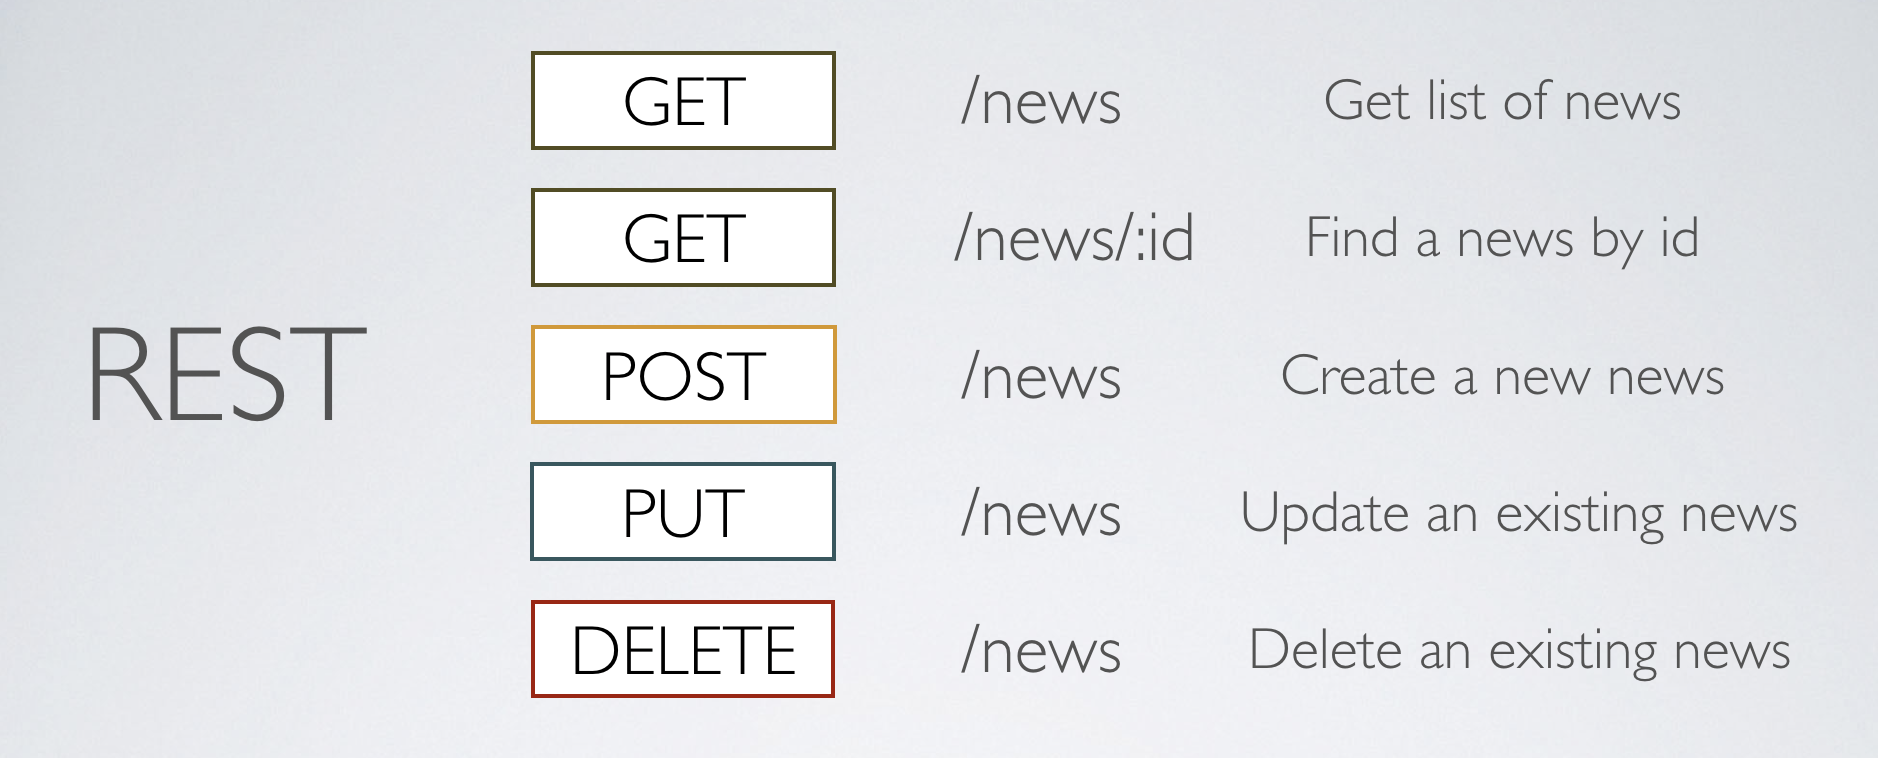 REST
GET /news Get list of news
GET /news/:id Find a news by id
POST /news Create a new news
PUT /news Update an existing news
DELETE /news Delete an existing news